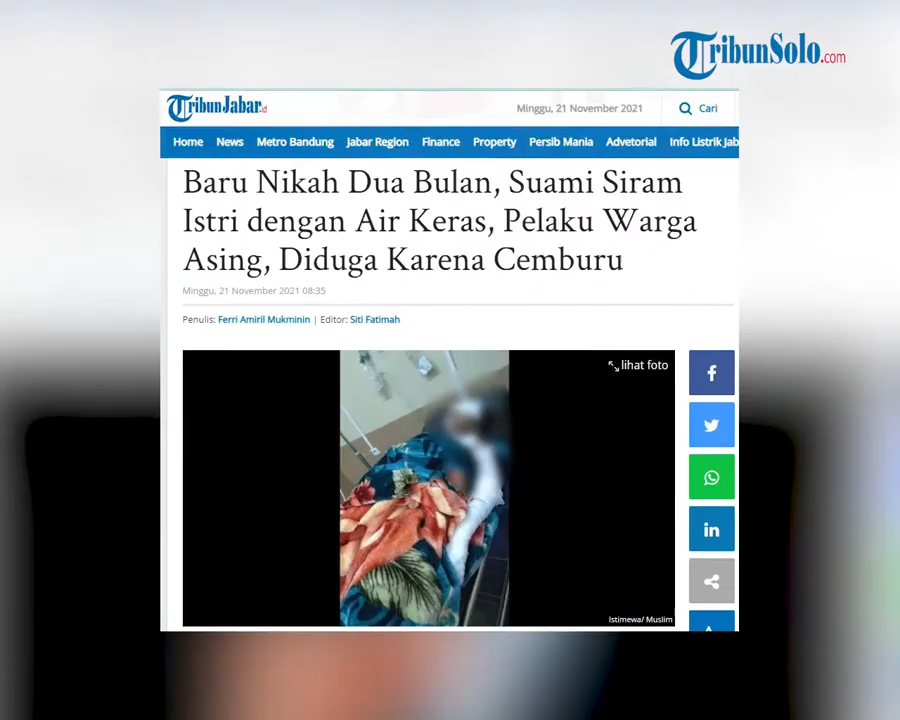 TribunSolo.com
TribunJabar.id
Minggu, 21 November 2021
Cari
Home News Metro Bandung Jabar Region Finance Property Persib Mania Advetorial Info Listrik Jab
Baru Nikah Dua Bulan, Suami Siram
Istri dengan Air Keras, Pelaku Warga
Asing, Diduga Karena Cemburu
Minggu, 21 November 2021 08:35
Penulis: Ferri Amiril Mukminin | Editor: Siti Fatimah
lihat foto
Istimewa/ Muslim